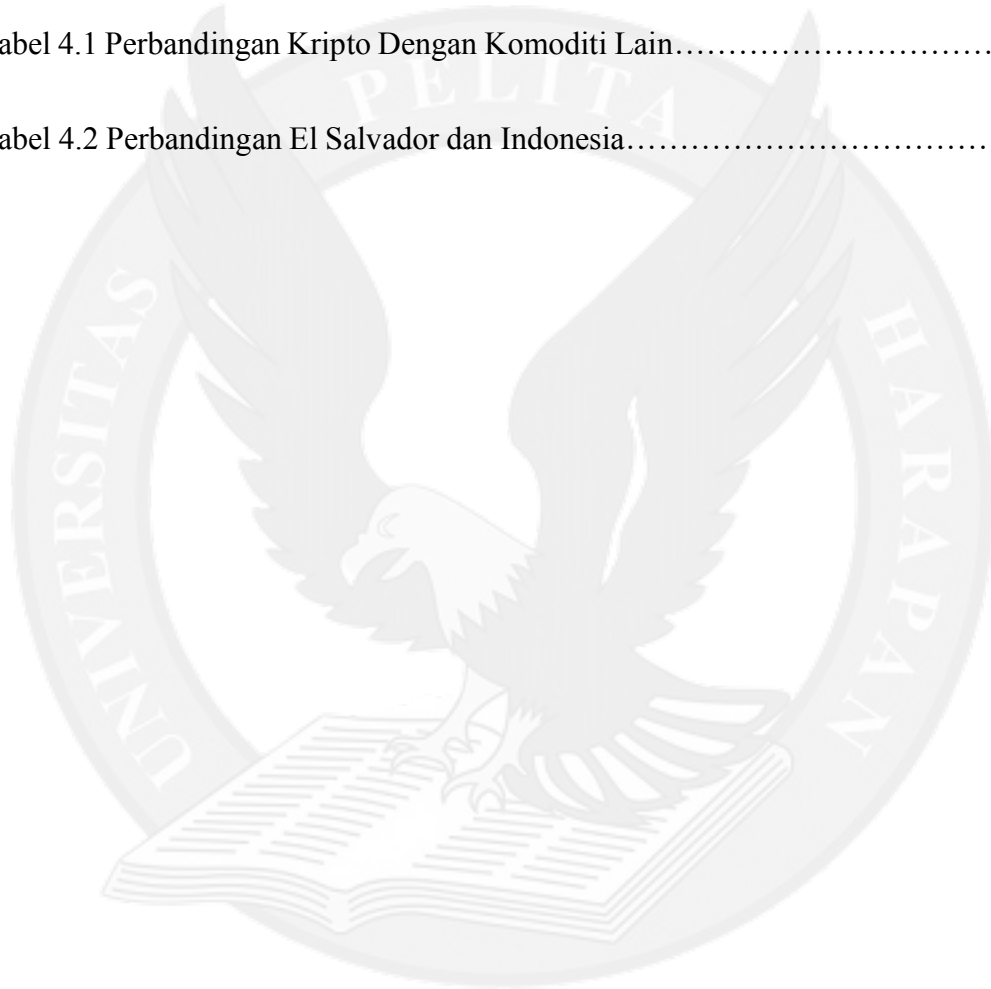 abel 4.1 Perbandingan Kripto Dengan Komoditi Lain…………………………
abel 4.2 Perbandingan El Salvador dan Indonesia……………………………
UNIVERSITAS PELITA HARAPAN